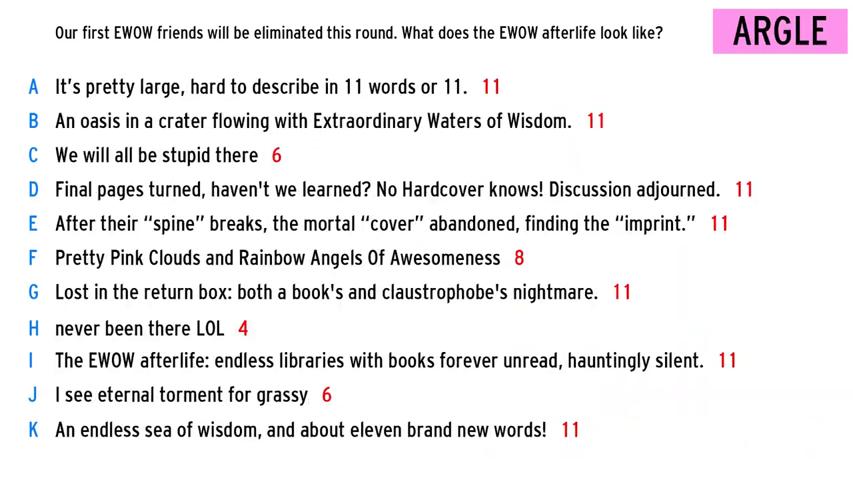 Our first EWOW friends will be eliminated this round. What does the EWOW afterlife look like?
ARGLE
A It's pretty large, hard to describe in 11 words or 11. 11
B An oasis in a crater flowing with Extraordinary Waters of Wisdom. 11
C We will all be stupid there 6
D Final pages turned, haven't we learned? No Hardcover knows! Discussion adjourned. 11
E After their “spine” breaks, the mortal “cover” abandoned, finding the “imprint.” 11
F Pretty Pink Clouds and Rainbow Angels Of Awesomeness 8
G Lost in the return box: both a book's and claustrophobe's nightmare. 11
H never been there LOL 4
I The EWOW afterlife: endless libraries with books forever unread, hauntingly silent. 11
J I see eternal torment for grassy 6
K An endless sea of wisdom, and about eleven brand new words! 11